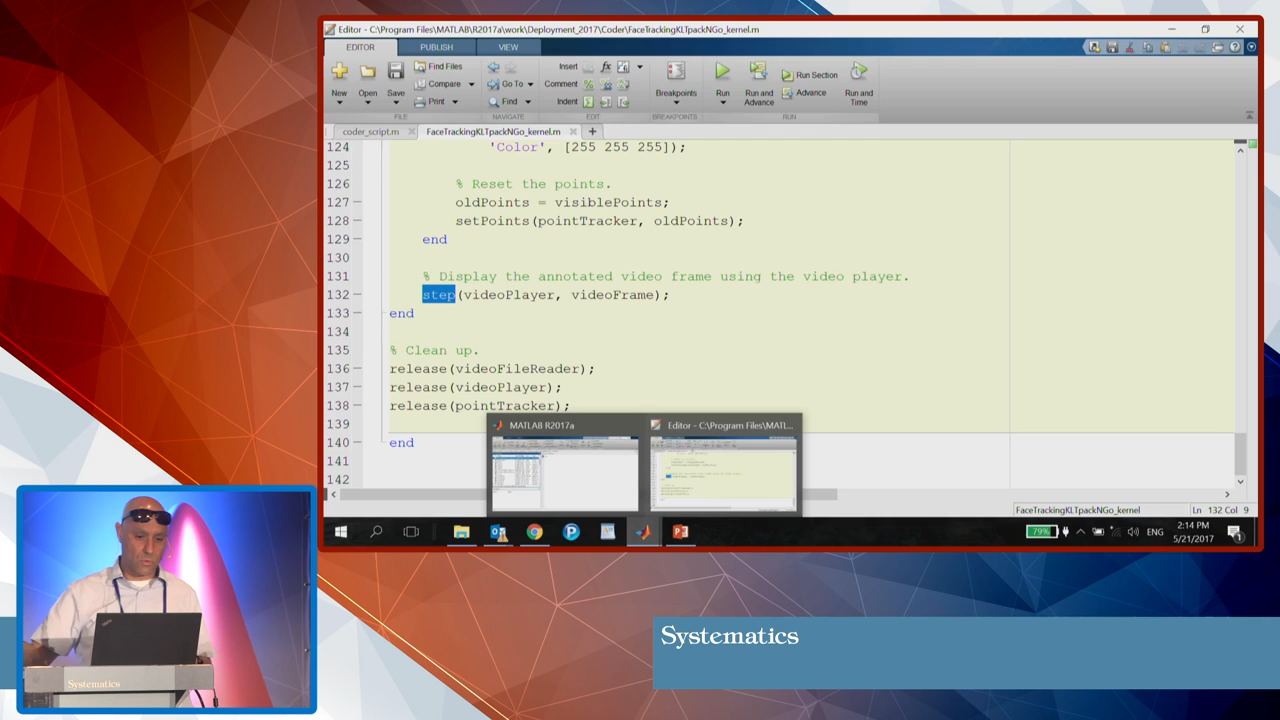 Editor - C:\Program Files\MATLAB\R2017a\work\Deployment_2017\Coder\FaceTrackingKLTpackNGo_kernel.m
EDITOR PUBLISH VIEW
Find Files Insert fx Run Section
New Open Save Compare Go To Comment Breakpoints Run Run and Advance Advance Run and Time
Print Find Indent
FILE NAVIGATE EDIT BREAKPOINTS RUN
coder_script.m FaceTrackingKLTpackNGo_kernel.m
124 'Color', [255 255 255]);
125
126 % Reset the points.
127 oldPoints = visiblePoints;
128 setPoints(pointTracker, oldPoints);
129 end
130
131 % Display the annotated video frame using the video player.
132 step(videoPlayer, videoFrame);
133 end
134
135 % Clean up.
136 release(videoFileReader);
137 release(videoPlayer);
138 release(pointTracker);
139
140 end
141
142
MATLAB R2017a Editor - C:\Program Files\MATL...
FaceTrackingKLTpackNGo_kernel Ln 132 Col 9
79% ENG 2:14 PM
5/21/2017
Systematics
Systematics